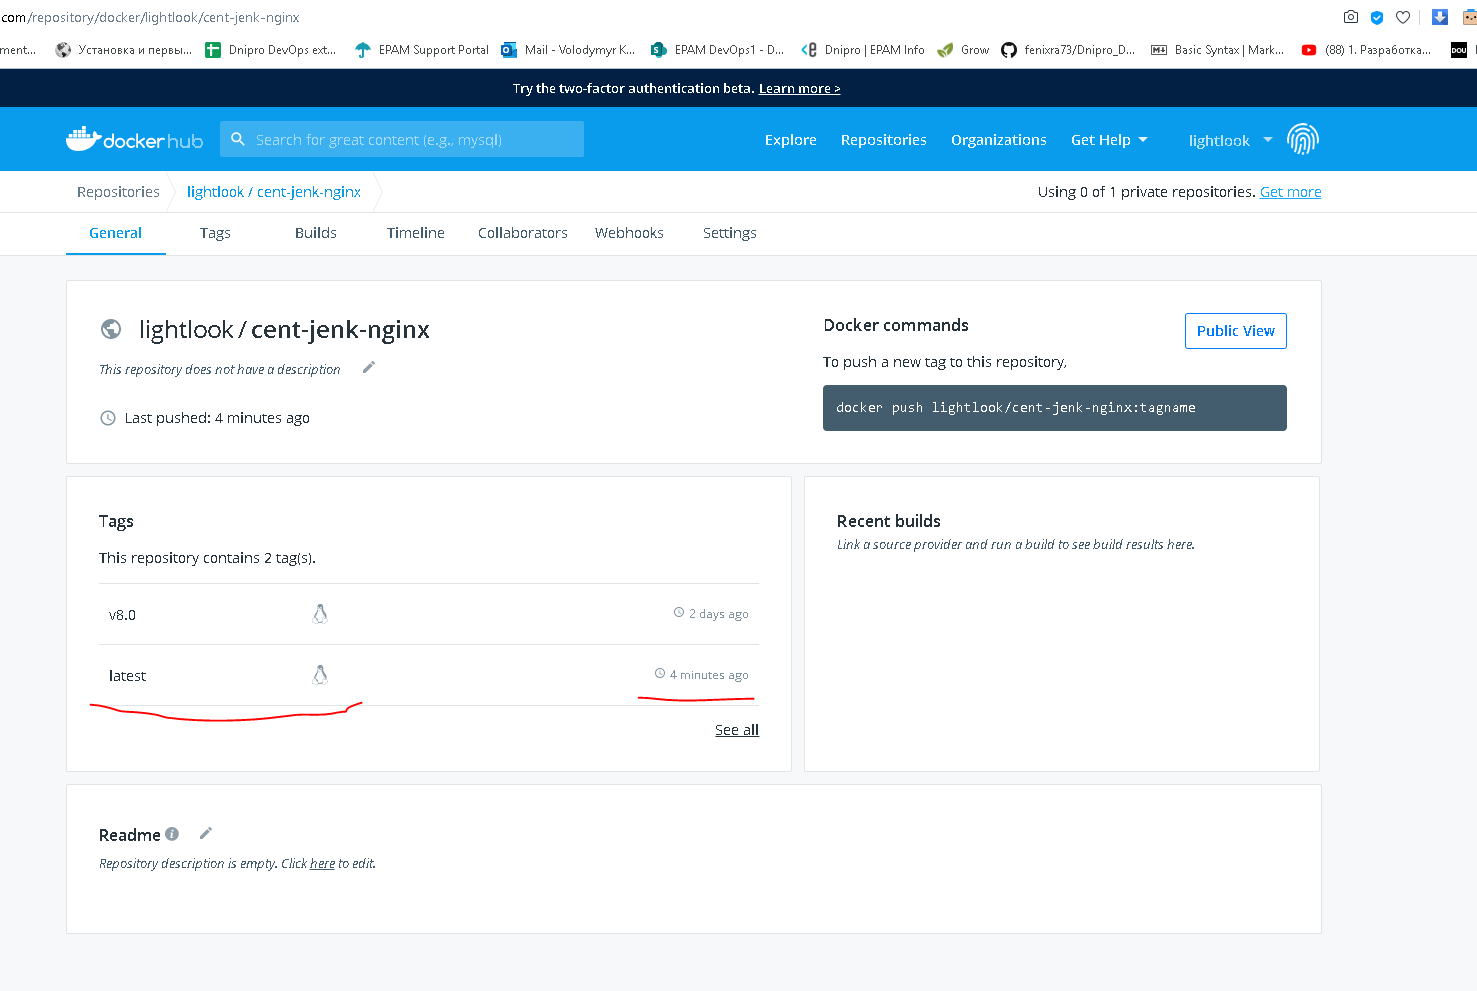 com/repository/docker/lightlook/cent-jenk-nginx
ment... Установка и первы... Dnipro DevOps ext... EPAM Support Portal Mail - Volodymyr K... EPAM DevOps1 - D... Dnipro | EPAM Info Grow fenixra73/Dnipro_D... Basic Syntax | Mark... (88) 1. Разработка... DOU
Try the two-factor authentication beta. Learn more >
dockerhub Search for great content (e.g., mysql) Explore Repositories Organizations Get Help lightlook
Repositories lightlook / cent-jenk-nginx Using 0 of 1 private repositories. Get more
General Tags Builds Timeline Collaborators Webhooks Settings
lightlook / cent-jenk-nginx
This repository does not have a description
Last pushed: 4 minutes ago
Docker commands
Public View
To push a new tag to this repository,
docker push lightlook/cent-jenk-nginx:tagname
Tags
This repository contains 2 tag(s).
v8.0 2 days ago
latest 4 minutes ago
See all
Recent builds
Link a source provider and run a build to see build results here.
Readme
Repository description is empty. Click here to edit.